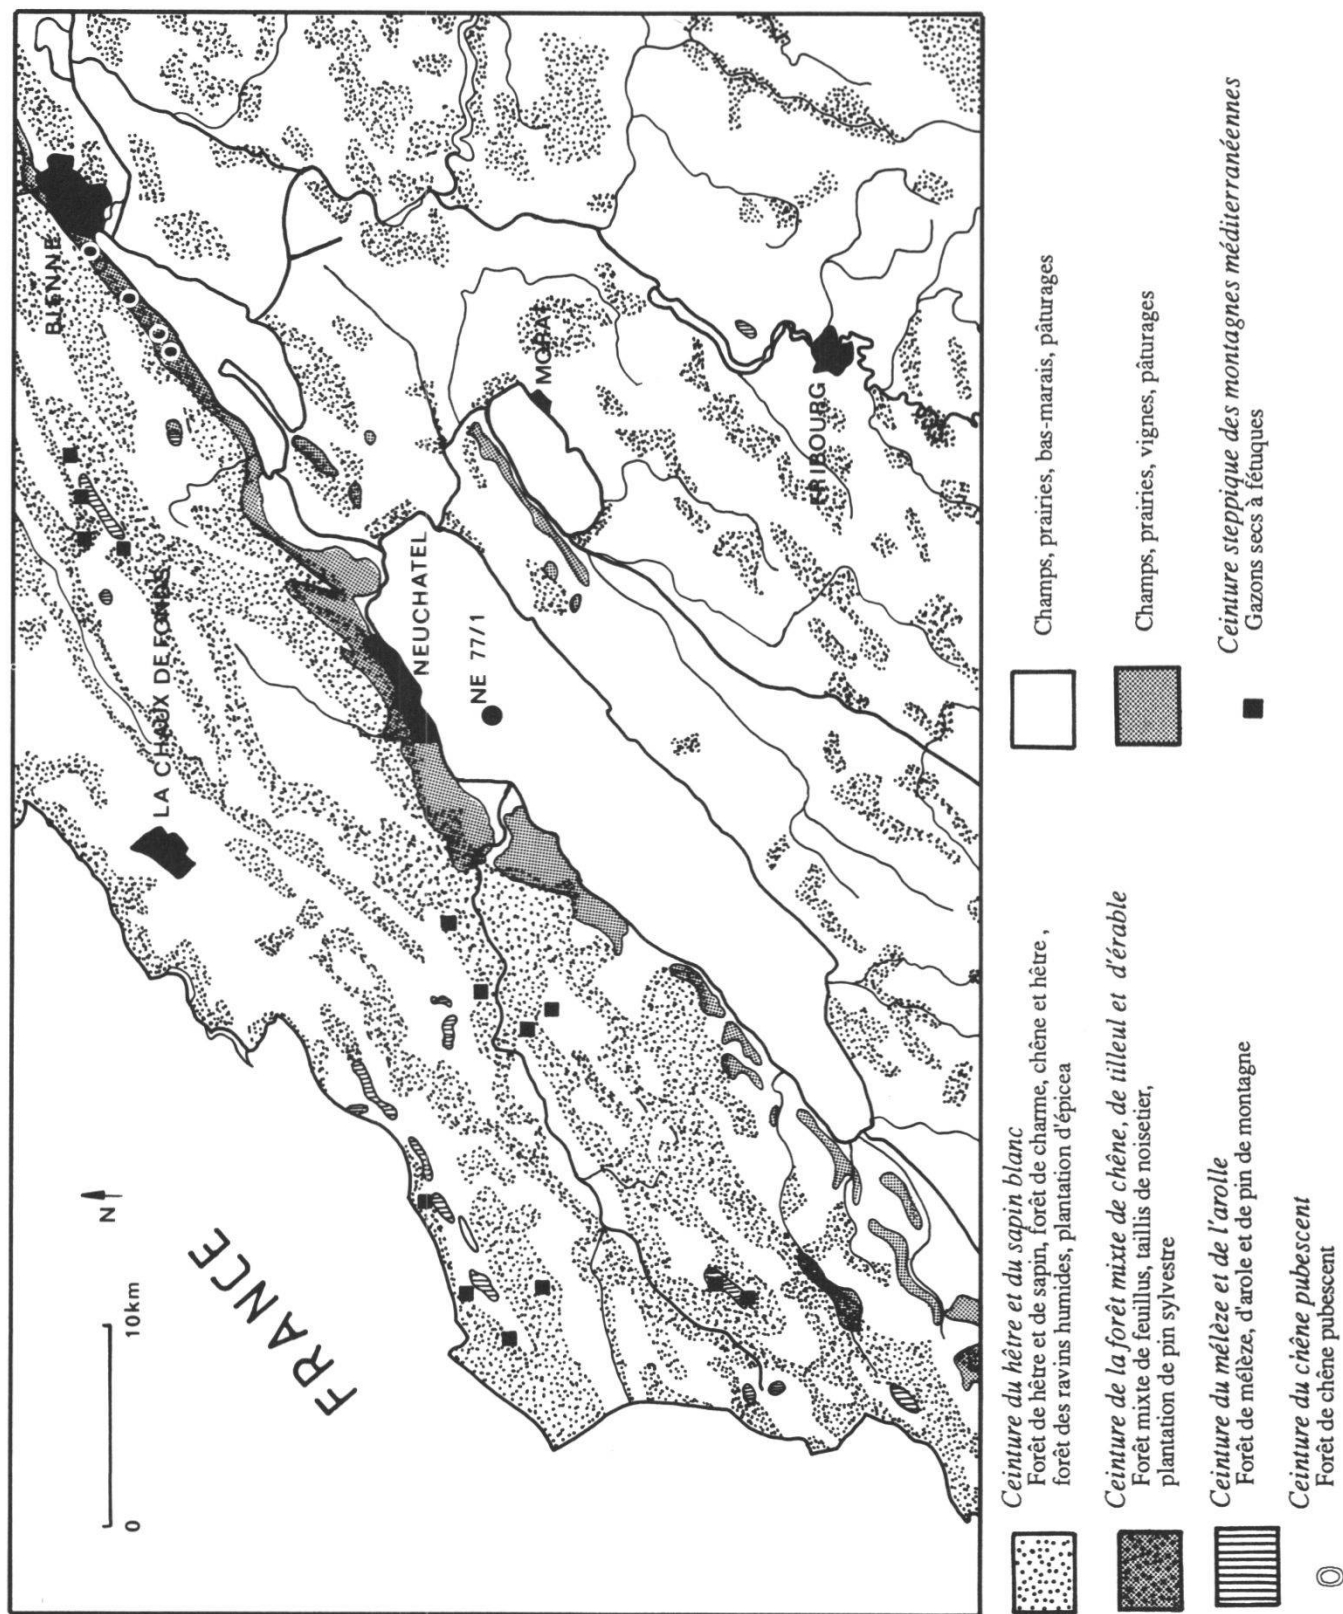 FRANCE
N
0
10km
LA CHAUX DE FONDS
BIENNE
NEUCHATEL
NE 77/1
MORAT
FRIBOURG
Ceinture du hêtre et du sapin blanc
Forêt de hêtre et de sapin, forêt de charme, chêne et hêtre ,
forêt des ravins humides, plantation d'épicea
Ceinture de la forêt mixte de chêne, de tilleul et d'érable
Forêt mixte de feuillus, taillis de noisetier,
plantation de pin sylvestre
Ceinture du mélèze et de l'arolle
Forêt de mélèze, d'arole et de pin de montagne
Ceinture du chêne pubescent
Forêt de chêne pubescent
Champs, prairies, bas-marais, pâturages
Champs, prairies, vignes, pâturages
Ceinture steppique des montagnes méditerranéennes
Gazons secs à fétuques